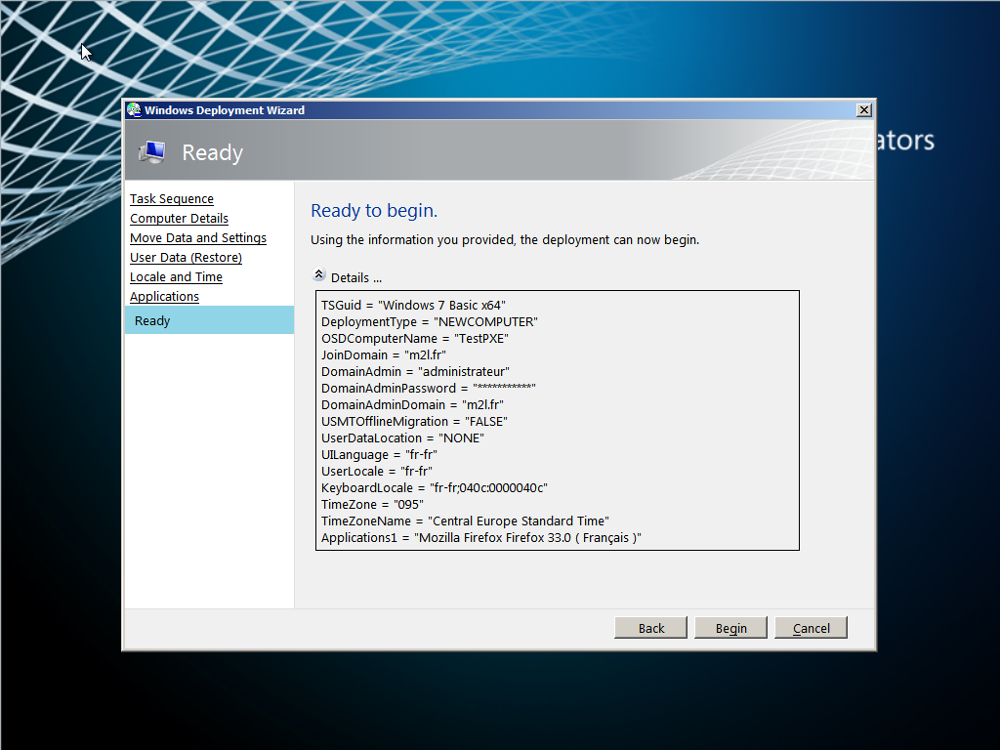 Windows Deployment Wizard
ators
Ready
Task Sequence
Computer Details
Move Data and Settings
User Data (Restore)
Locale and Time
Applications
Ready
Ready to begin.
Using the information you provided, the deployment can now begin.
Details ...
TSGuid = "Windows 7 Basic x64"
DeploymentType = "NEWCOMPUTER"
OSDComputerName = "TestPXE"
JoinDomain = "m2l.fr"
DomainAdmin = "administrateur"
DomainAdminPassword = "***********"
DomainAdminDomain = "m2l.fr"
USMTOfflineMigration = "FALSE"
UserDataLocation = "NONE"
UILanguage = "fr-fr"
UserLocale = "fr-fr"
KeyboardLocale = "fr-fr;040c:0000040c"
TimeZone = "095"
TimeZoneName = "Central Europe Standard Time"
Applications1 = "Mozilla Firefox Firefox 33.0 ( Français )"
Back Begin Cancel